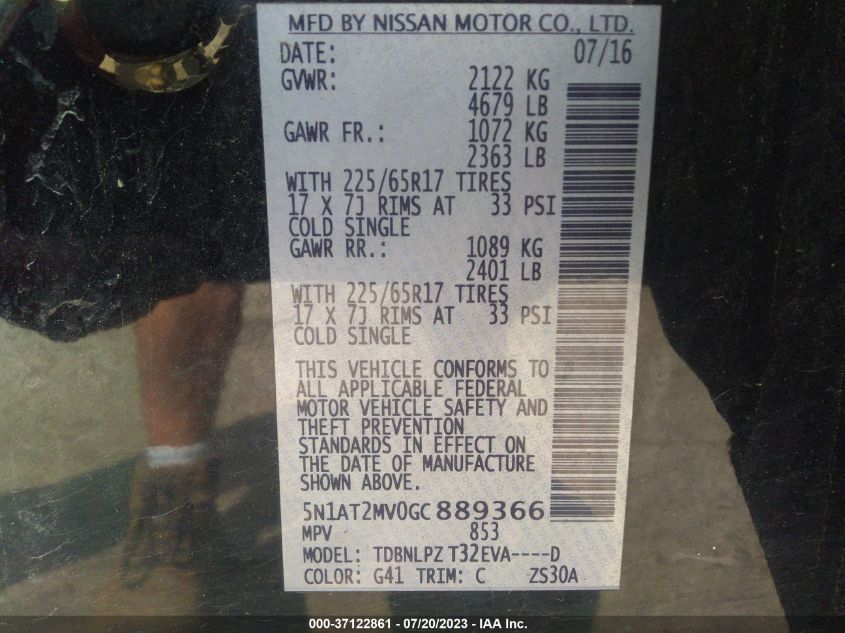 MFD BY NISSAN MOTOR CO., LTD.
DATE: 07/16
GVWR: 2122 KG
4679 LB
GAWR FR.: 1072 KG
2363 LB
WITH 225/65R17 TIRES
17 X 7J RIMS AT 33 PSI
COLD SINGLE
GAWR RR.: 1089 KG
2401 LB
WITH 225/65R17 TIRES
17 X 7J RIMS AT 33 PSI
COLD SINGLE
THIS VEHICLE CONFORMS TO
ALL APPLICABLE FEDERAL
MOTOR VEHICLE SAFETY AND
THEFT PREVENTION
STANDARDS IN EFFECT ON
THE DATE OF MANUFACTURE
SHOWN ABOVE.
5N1AT2MV0GC889366
MPV 853
MODEL: TDBNLPZ T32EVA----D
COLOR: G41 TRIM: C ZS30A
000-37122861 - 07/20/2023 - IAA Inc.